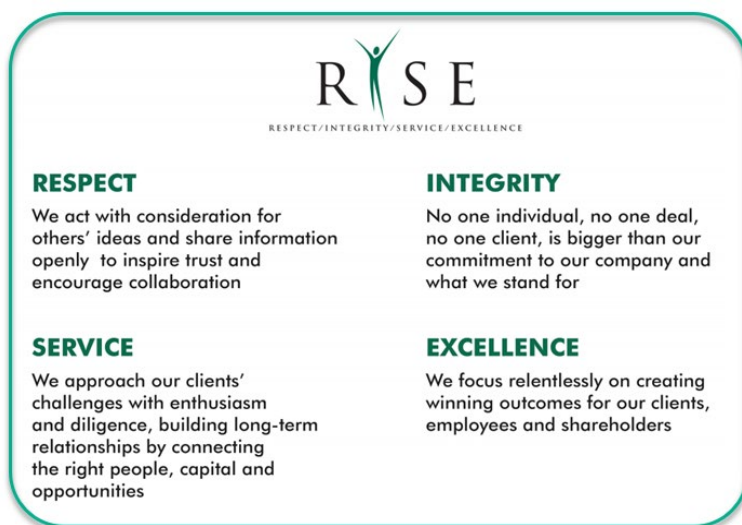 RISE
RESPECT/INTEGRITY/SERVICE/EXCELLENCE
RESPECT
We act with consideration for
others’ ideas and share information
openly  to inspire trust and
encourage collaboration
INTEGRITY
No one individual, no one deal,
no one client, is bigger than our
commitment to our company and
what we stand for
SERVICE
We approach our clients’
challenges with enthusiasm
and diligence, building long-term
relationships by connecting
the right people, capital and
opportunities
EXCELLENCE
We focus relentlessly on creating
winning outcomes for our clients,
employees and shareholders